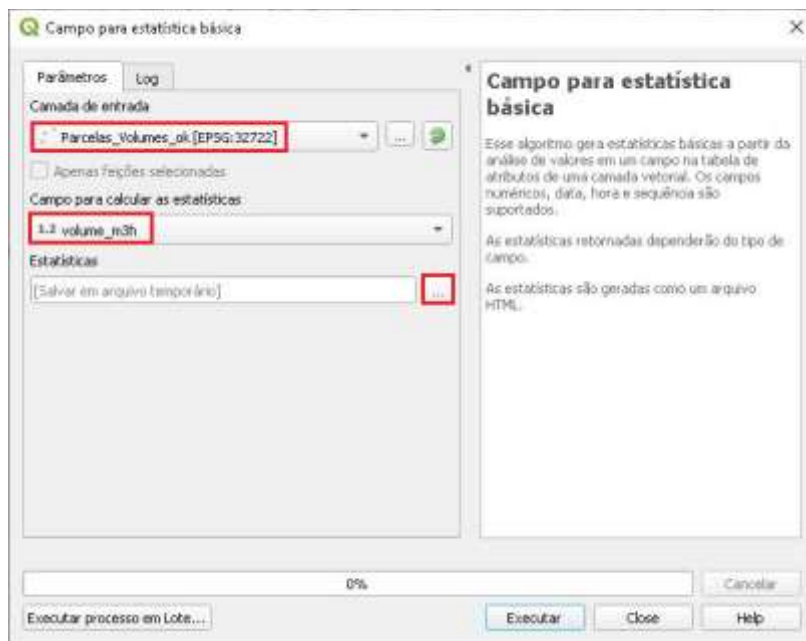 Campo para estatística básica
Parâmetros
Log
Camada de entrada
Parcelas_Volumes_ok [EPSG:32722]
...
Apenas feições selecionadas
Campo para calcular as estatísticas
1.2 volume_m3h
Estatísticas
[Salvar em arquivo temporário]
...
Campo para estatística
básica
Esse algoritmo gera estatísticas básicas a partir da
análise de valores em um campo na tabela de
atributos de uma camada vetorial. Os campos
numéricos, data, hora e sequência são
suportados.
As estatísticas retornadas dependerão do tipo de
campo.
As estatísticas são geradas como um arquivo
HTML.
0%
Cancelar
Executar processo em Lote...
Executar
Close
Help